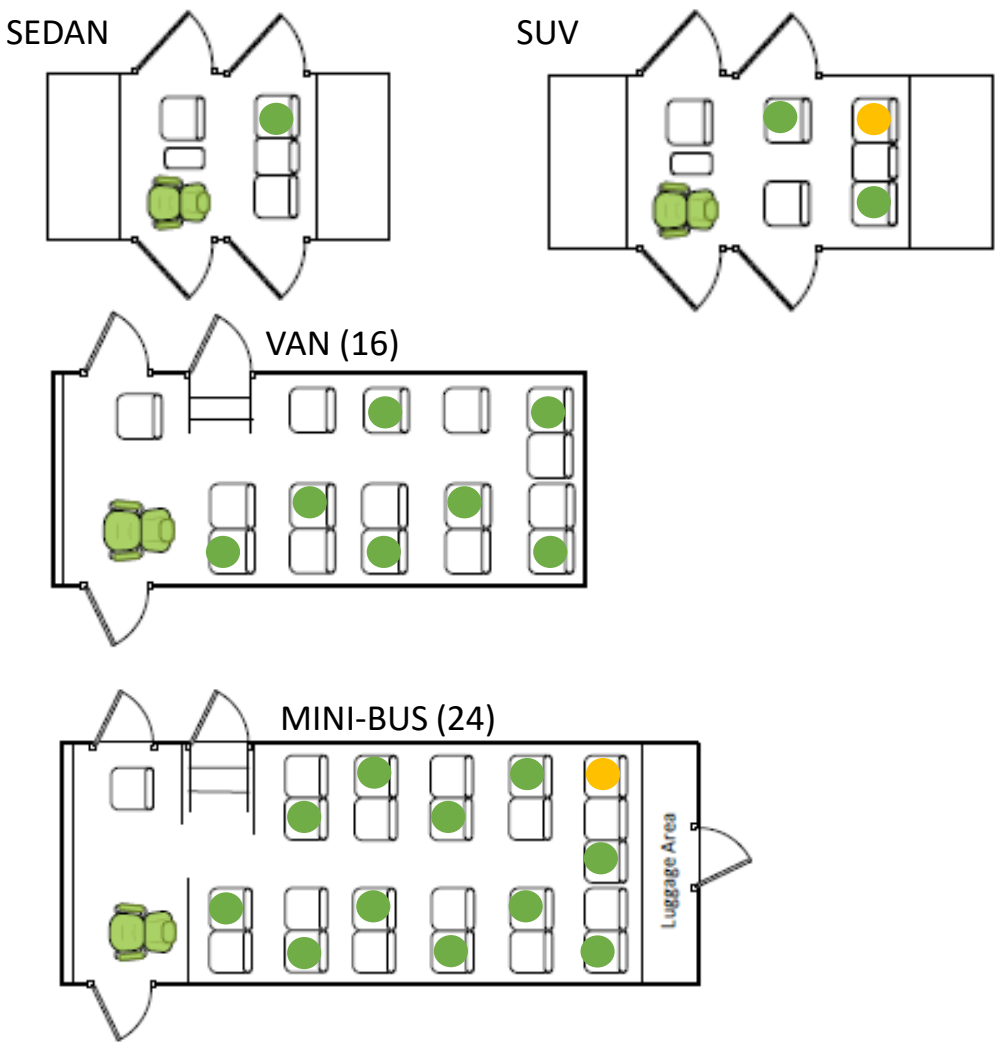 SEDAN
SUV
VAN (16)
MINI-BUS (24)
Luggage Area